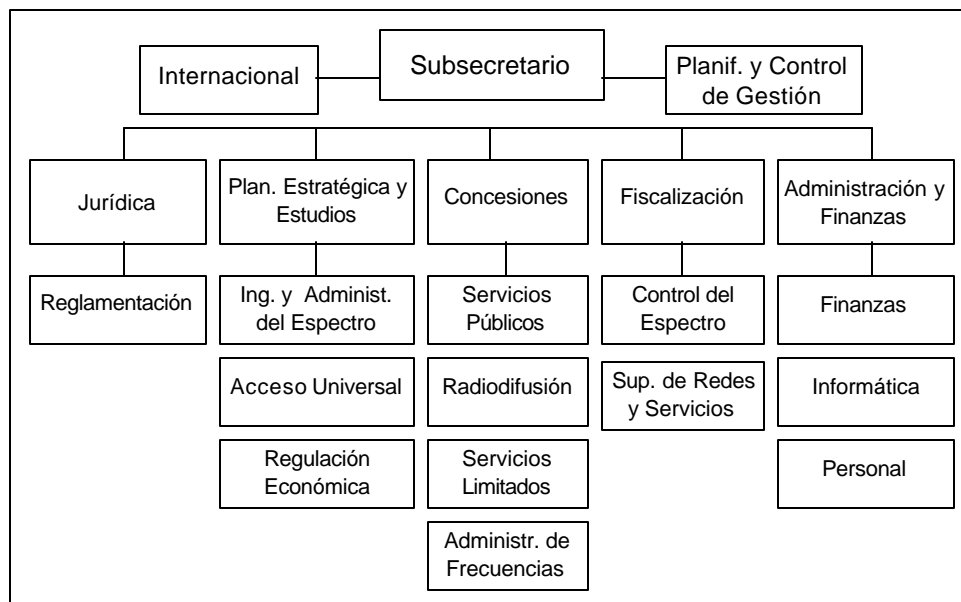 Internacional
Subsecretario
Planif. y Control
de Gestión
Jurídica
Plan. Estratégica y
Estudios
Concesiones
Fiscalización
Administración y
Finanzas
Reglamentación
Ing. y Administ.
del Espectro
Servicios
Públicos
Control del
Espectro
Finanzas
Acceso Universal
Radiodifusión
Sup. de Redes
y Servicios
Informática
Regulación
Económica
Servicios
Limitados
Personal
Administr. de
Frecuencias